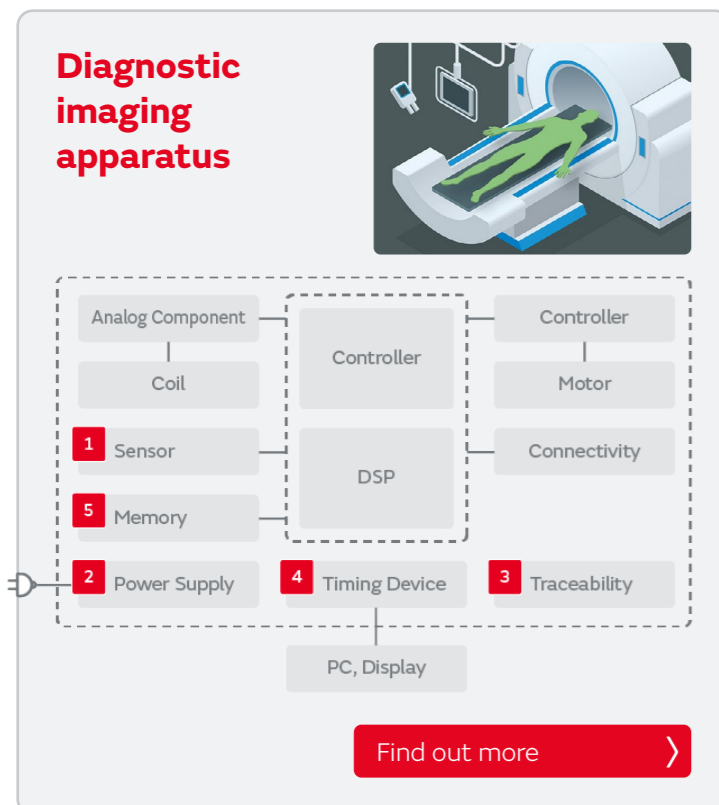 Diagnostic
imaging
apparatus
Analog Component
Controller
Controller
Coil
Motor
1 Sensor
DSP
Connectivity
5 Memory
2 Power Supply
4 Timing Device
3 Traceability
PC, Display
Find out more